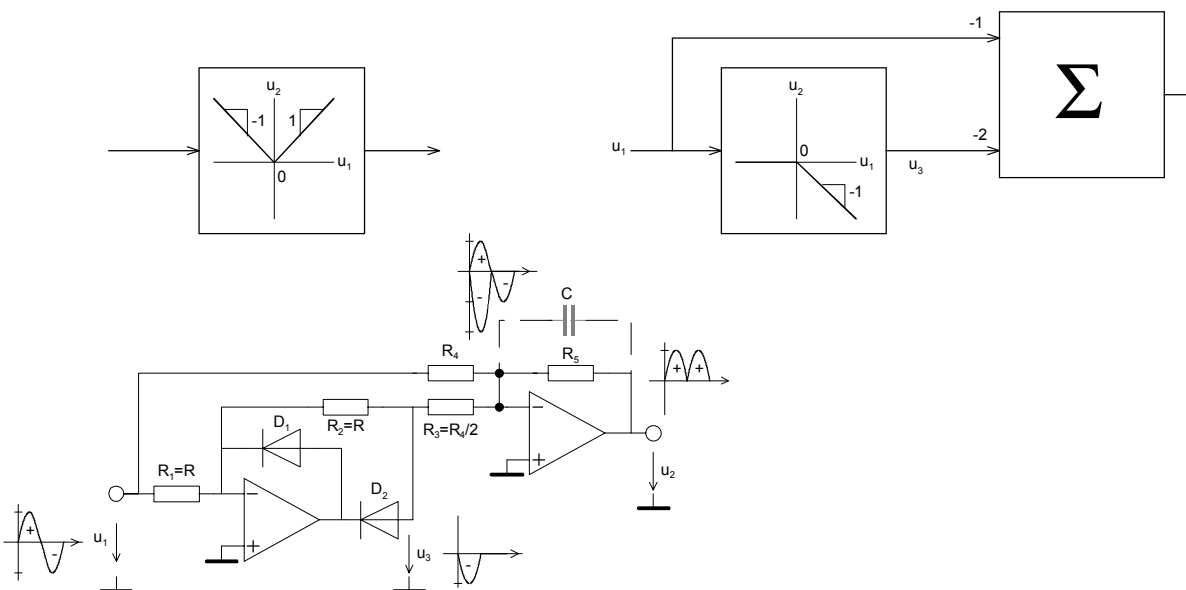 u2
-1
1
u1
0
-1
Σ
u2
-2
u1
0
u1
u3
-1
+
-
-
C
R4
R5
+
+
D1
R2=R
R3=R4/2
−
R1=R
−
+
u2
D2
+
-
u1
+
u3
-